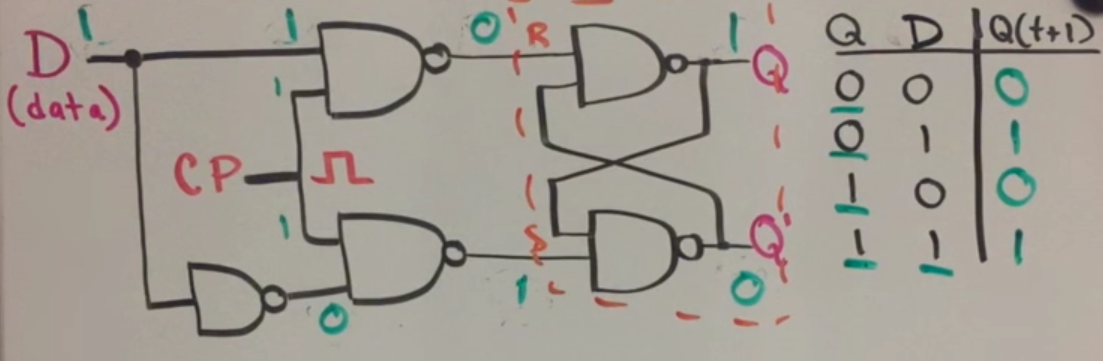 1 1 0 R 1
D Q
(data)
1
CP
1 S Q'
0 1 0
Q D Q(t+1)
0 0 0
0 1 1
1 0 0
1 1 1